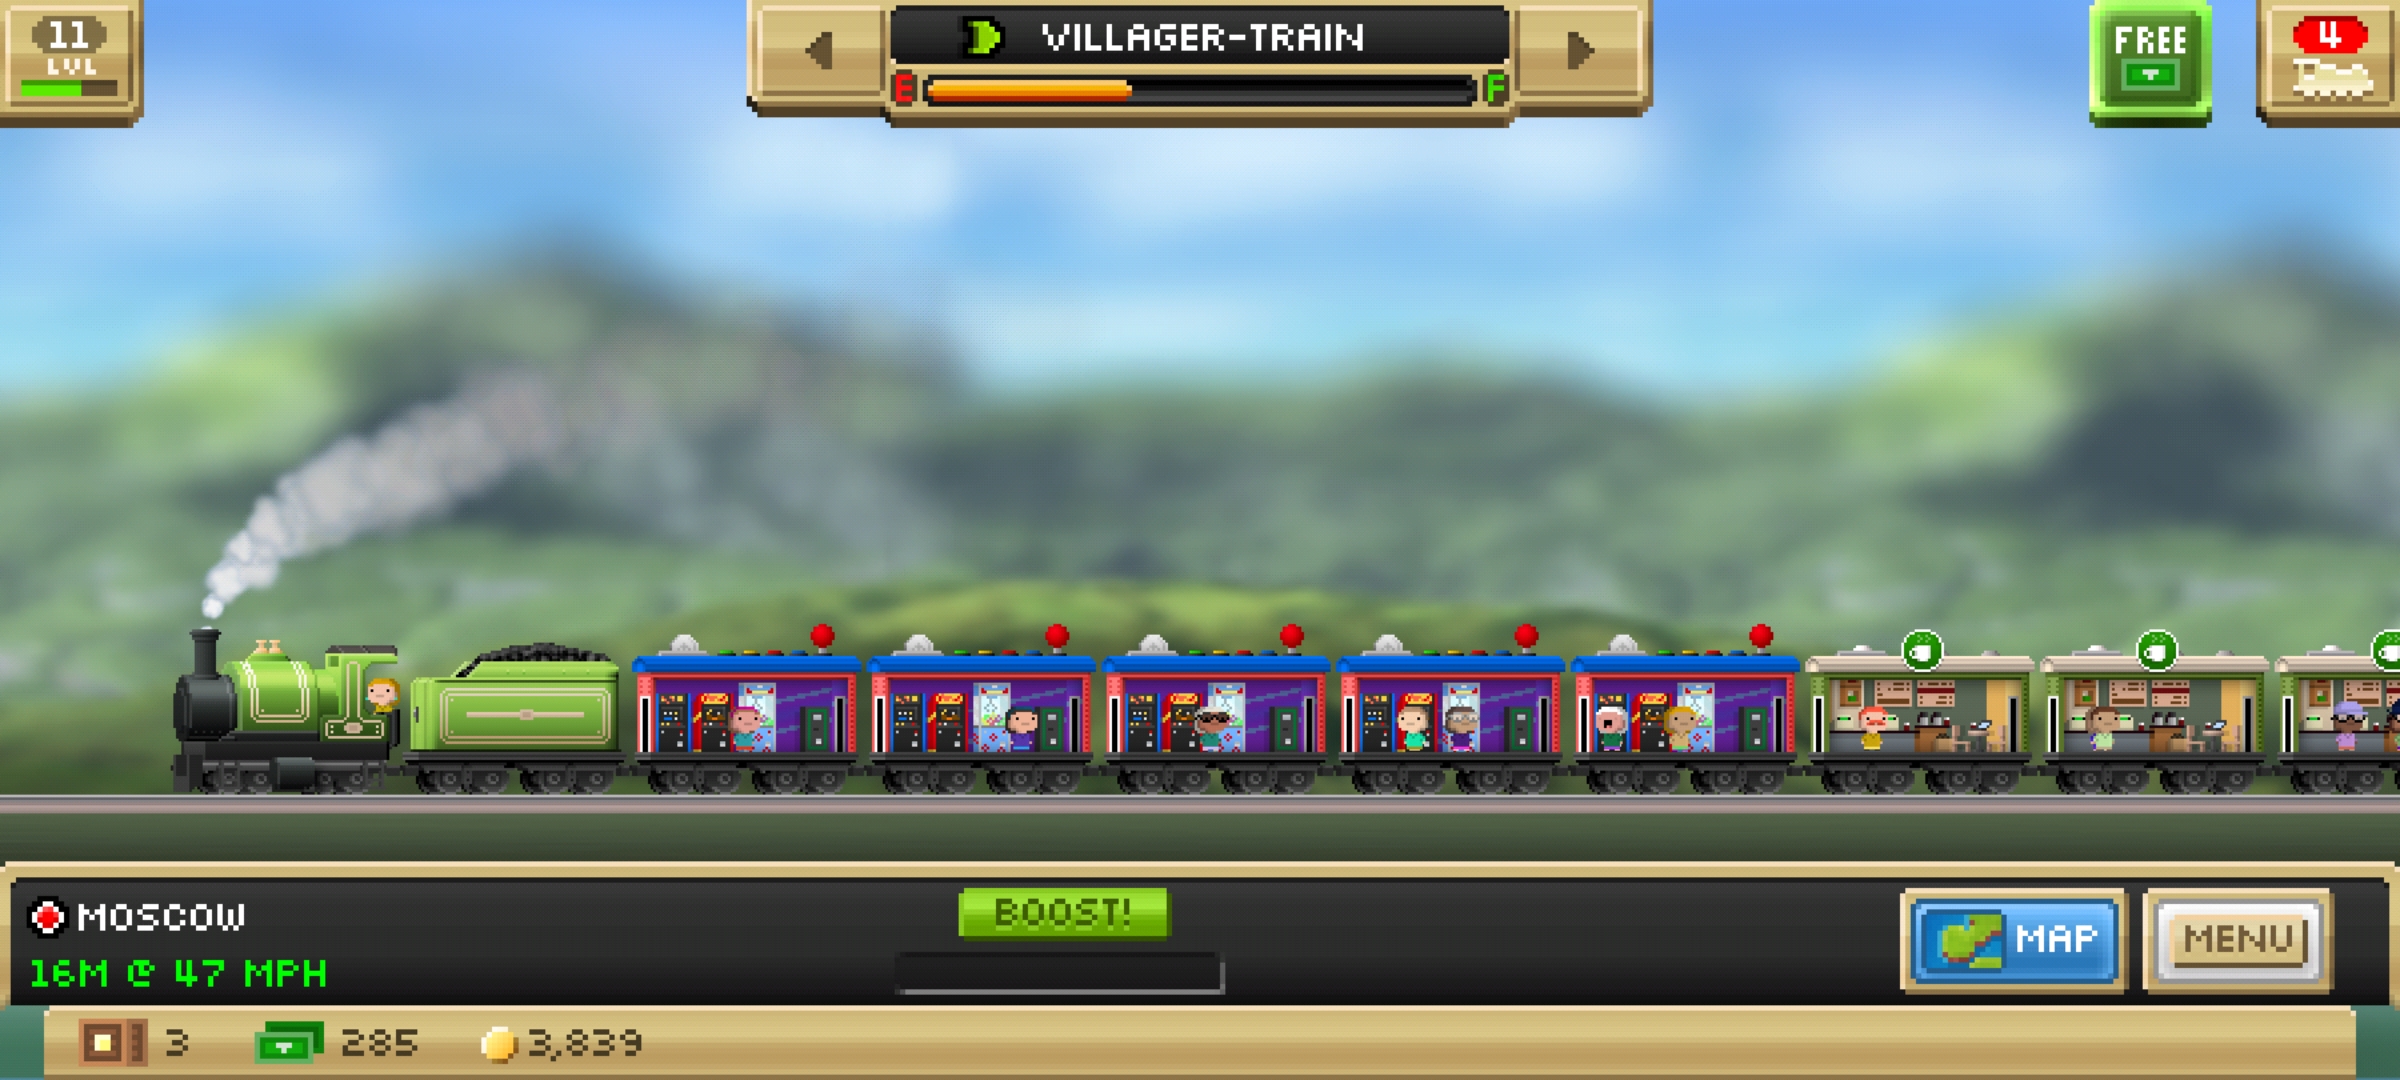 11
LVL
VILLAGER-TRAIN
E F
FREE
4
MOSCOW
BOOST!
16M @ 47 MPH
MAP
MENU
3 285 3,839